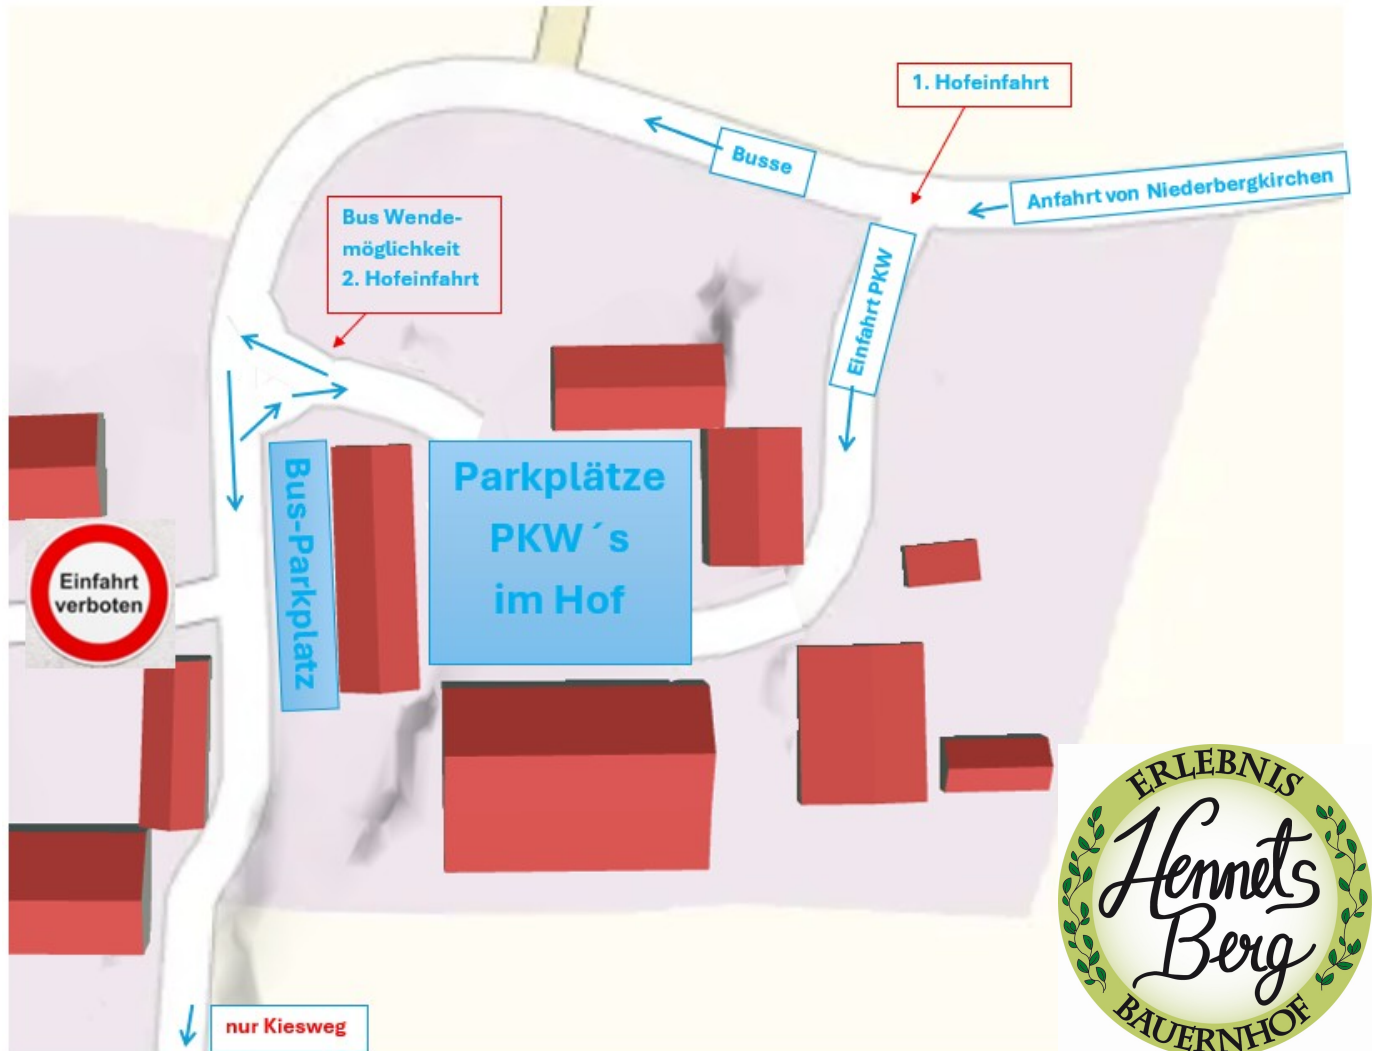 1. Hofeinfahrt
Busse
Anfahrt von Niederbergkirchen
Bus Wende-
möglichkeit
2. Hofeinfahrt
Einfahrt PKW
Parkplätze
PKW´s
im Hof
Bus-Parkplatz
Einfahrt
verboten
nur Kiesweg
ERLEBNIS
Hennets
Berg
BAUERNHOF